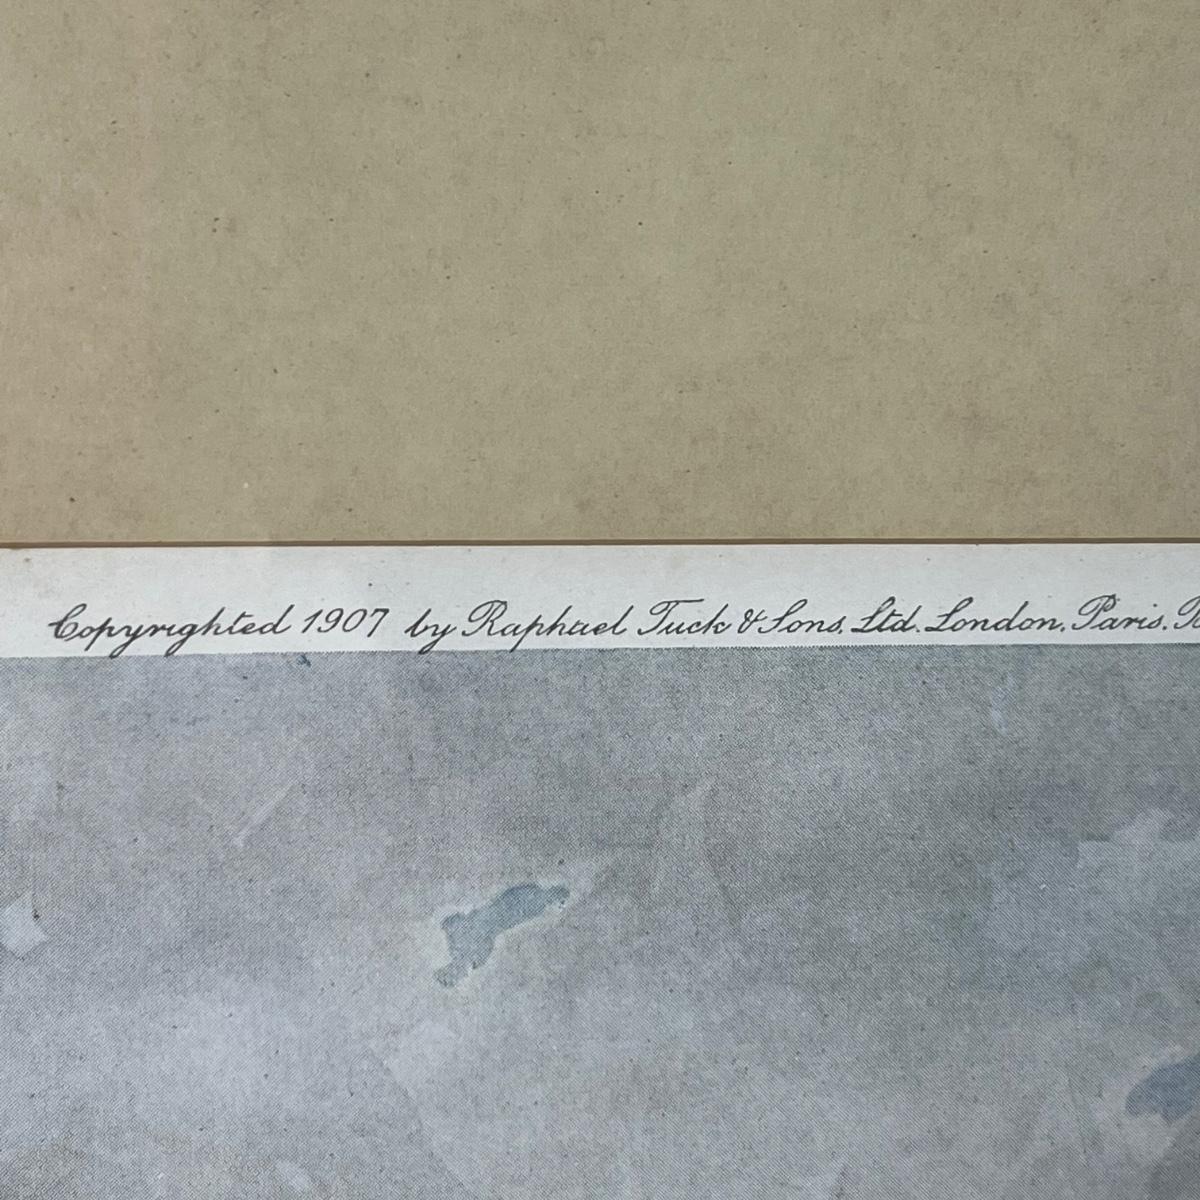 Copyrighted 1907 by Raphael Tuck & Sons. Ltd. London. Paris.